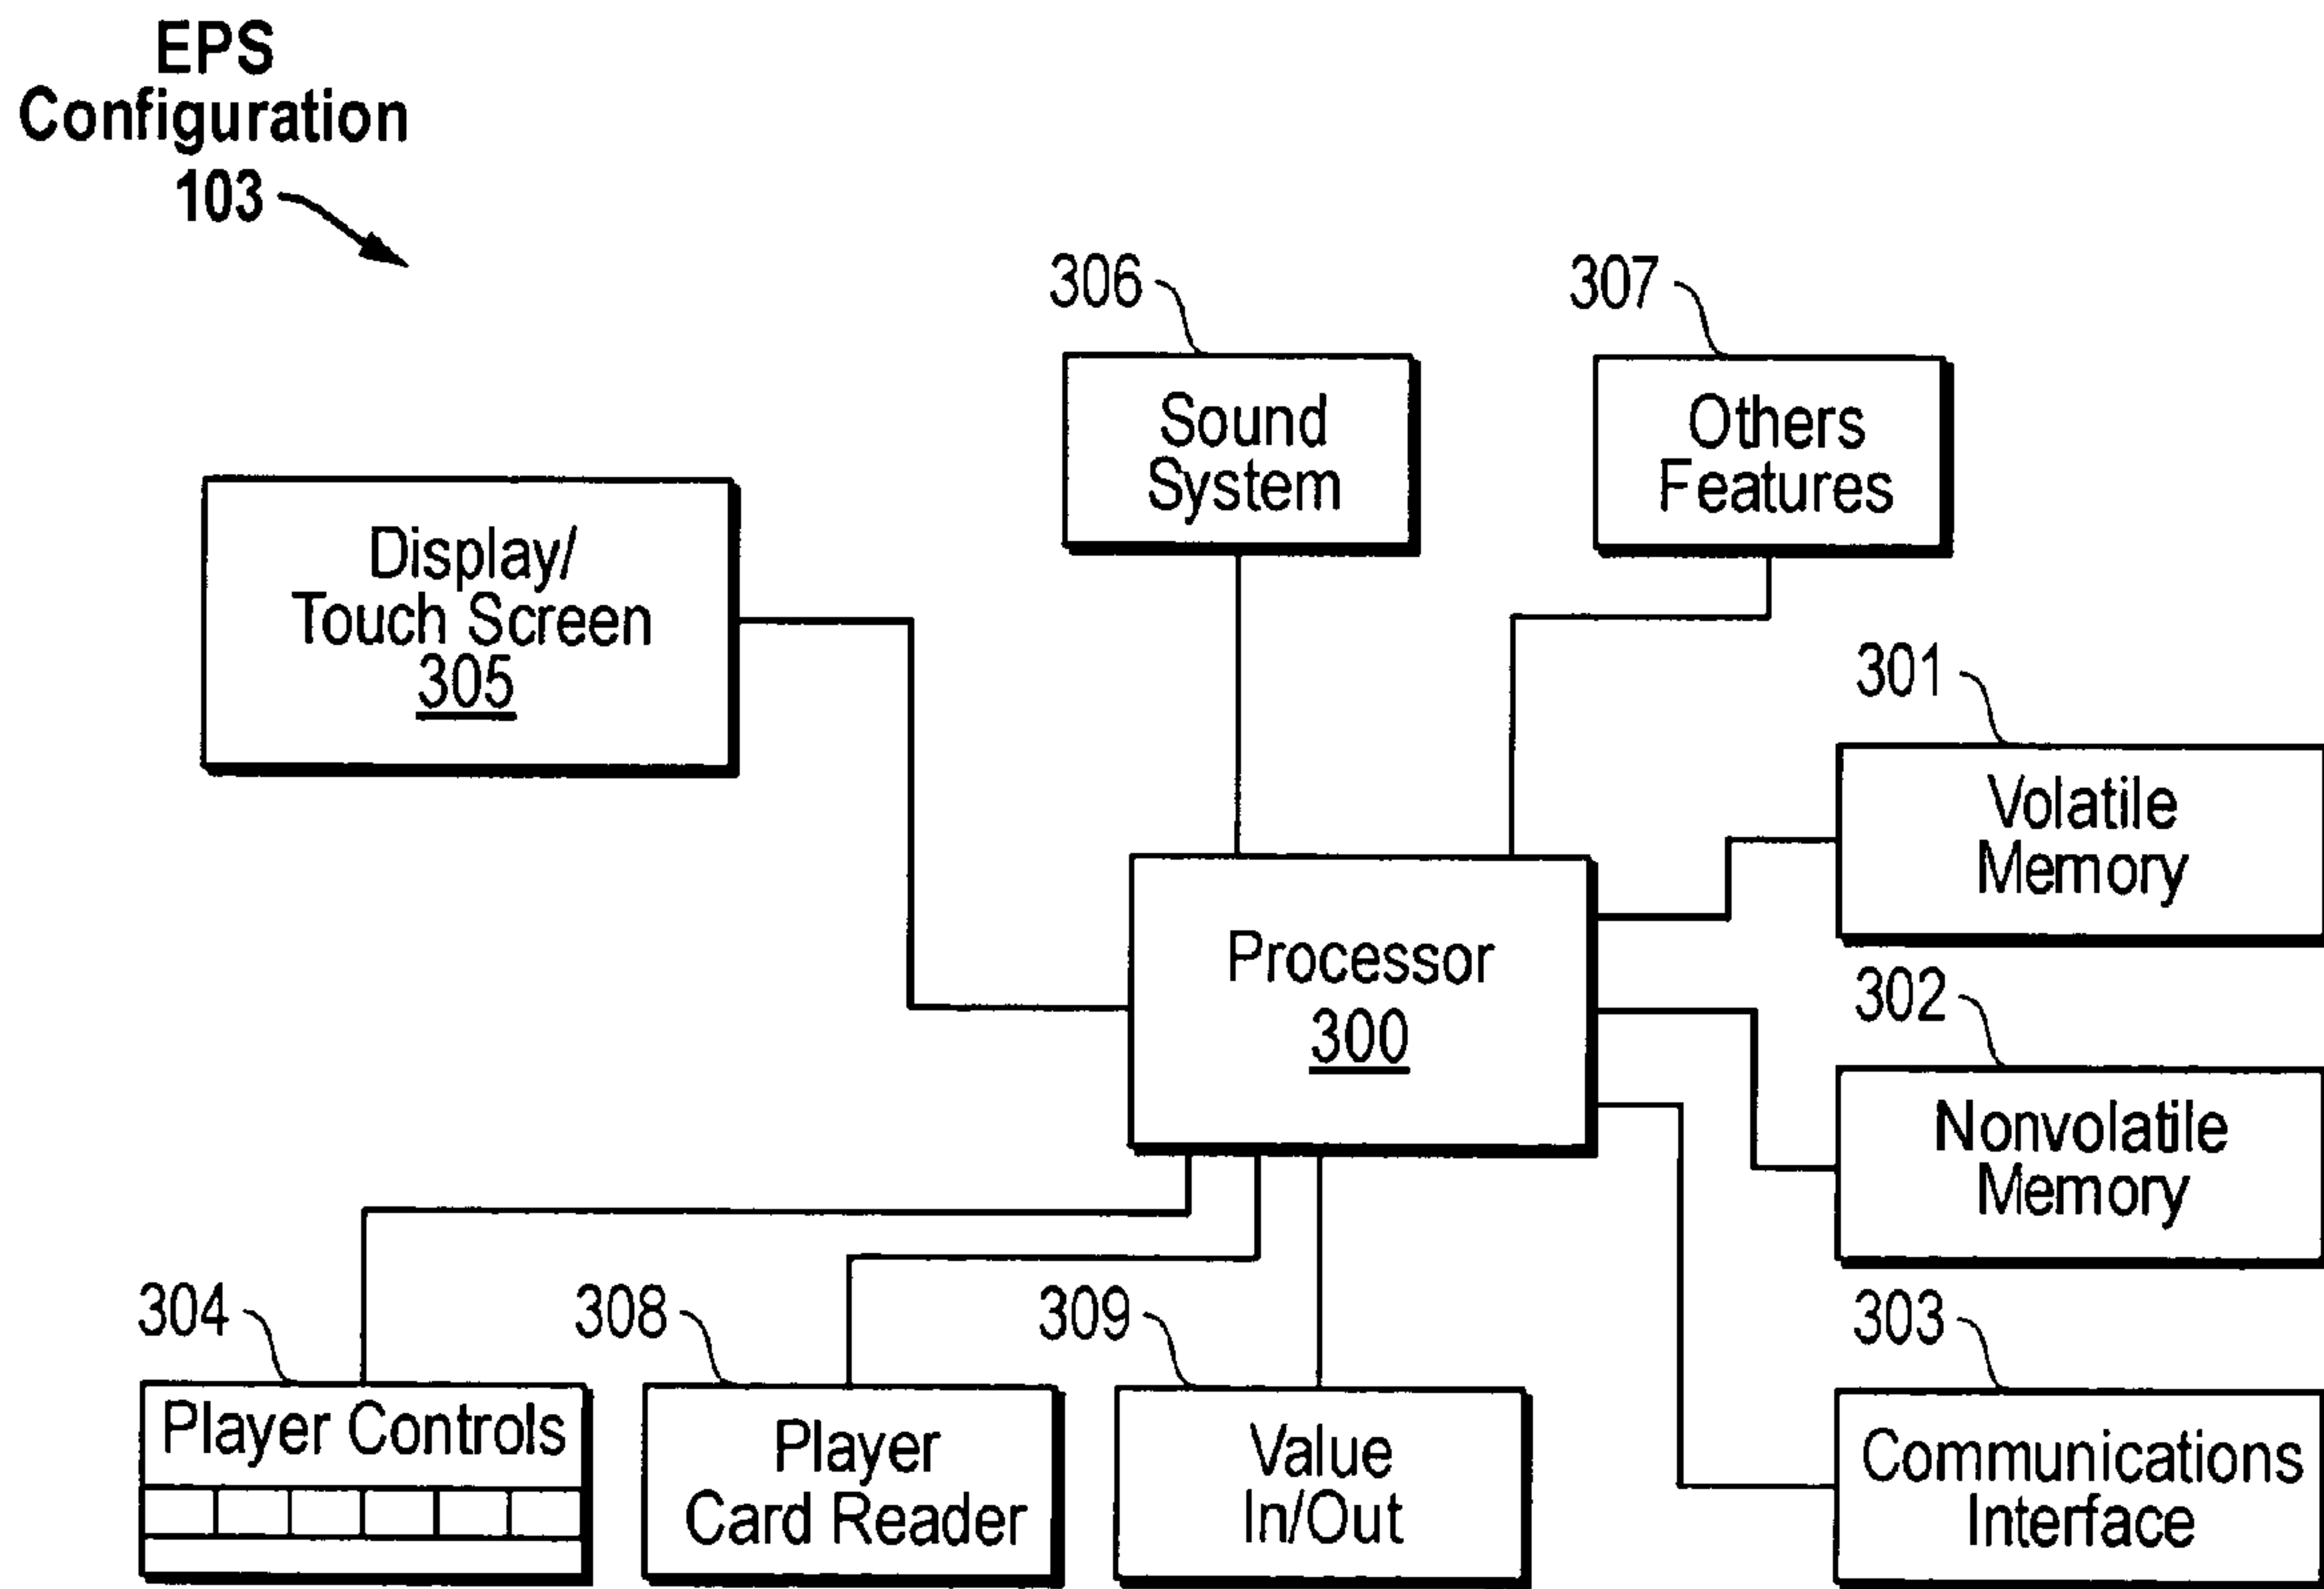 EPS
Configuration
103
306
307
Sound
System
Others
Features
Display/
Touch Screen
305
301
Volatile
Memory
Processor
300
302
Nonvolatile
Memory
304
308
309
303
Player Controls
Player
Card Reader
Value
In/Out
Communications
Interface